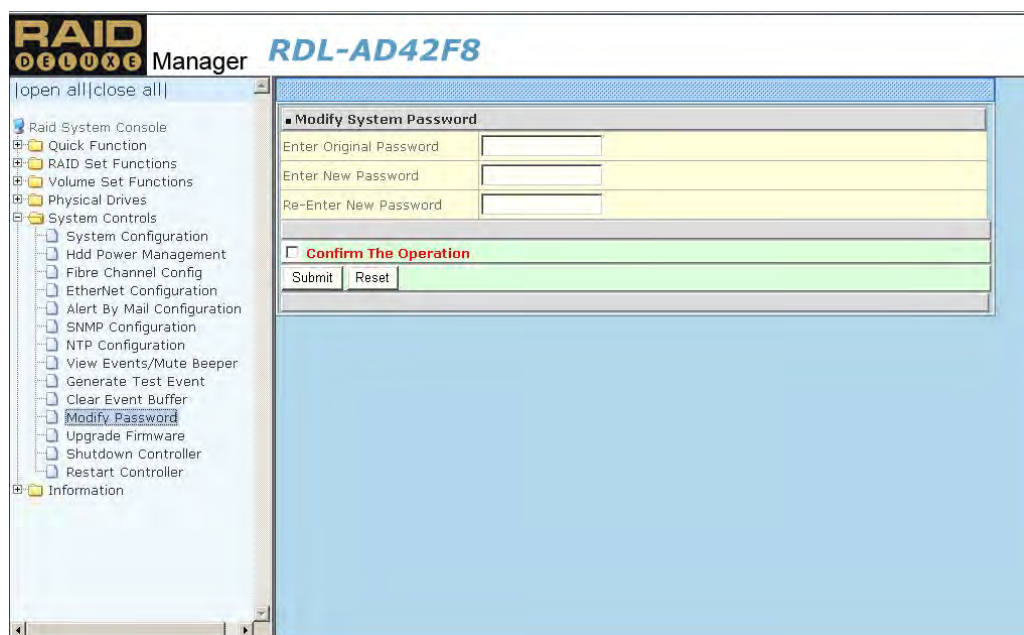 RAID
DELUXE Manager
RDL-AD42F8
|open all|close all|
Raid System Console
Quick Function
RAID Set Functions
Volume Set Functions
Physical Drives
System Controls
System Configuration
Hdd Power Management
Fibre Channel Config
EtherNet Configuration
Alert By Mail Configuration
SNMP Configuration
NTP Configuration
View Events/Mute Beeper
Generate Test Event
Clear Event Buffer
Modify Password
Upgrade Firmware
Shutdown Controller
Restart Controller
Information
Modify System Password
Enter Original Password
Enter New Password
Re-Enter New Password
Confirm The Operation
Submit Reset